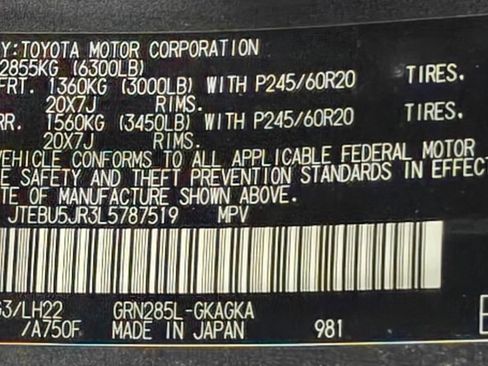 Y:TOYOTA MOTOR CORPORATION
2855KG (6300LB)
FRT. 1360KG (3000LB) WITH P245/60R20 TIRES.
20X7J RIMS.
RR. 1560KG (3450LB) WITH P245/60R20 TIRES.
20X7J RIMS.
VEHICLE CONFORMS TO ALL APPLICABLE FEDERAL MOTOR
E SAFETY AND THEFT PREVENTION STANDARDS IN EFFECT
TE OF MANUFACTURE SHOWN ABOVE.
JTEBU5JR3L5787519 MPV
G3/LH22 GRN285L-GKAGKA
/A750F MADE IN JAPAN 981